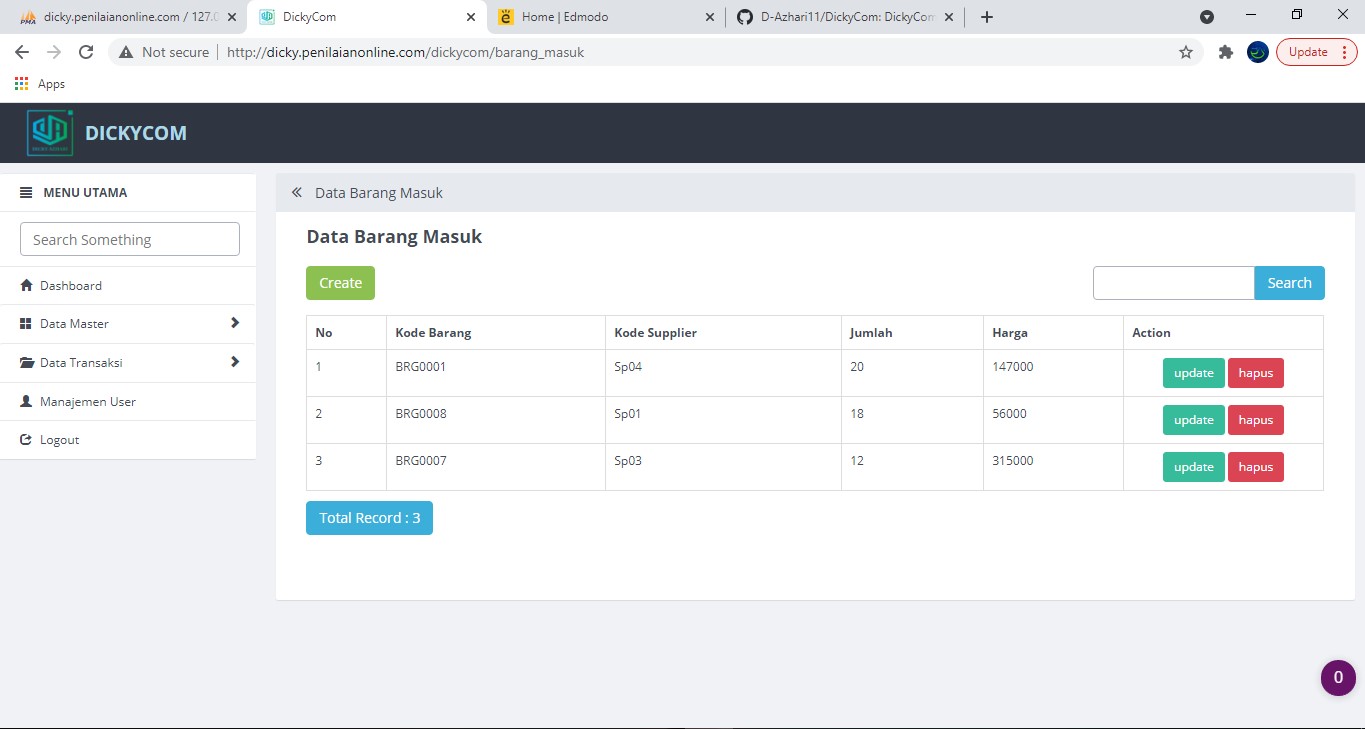 dicky.penilaianonline.com / 127.0
DickyCom
Home | Edmodo
D-Azhari11/DickyCom: DickyCom
Not secure
http://dicky.penilaianonline.com/dickycom/barang_masuk
Update
Apps
DICKYCOM
MENU UTAMA
Search Something
Dashboard
Data Master
Data Transaksi
Manajemen User
Logout
Data Barang Masuk
Data Barang Masuk
Create
Search
No Kode Barang Kode Supplier Jumlah Harga Action
1 BRG0001 Sp04 20 147000 update hapus
2 BRG0008 Sp01 18 56000 update hapus
3 BRG0007 Sp03 12 315000 update hapus
Total Record : 3
0